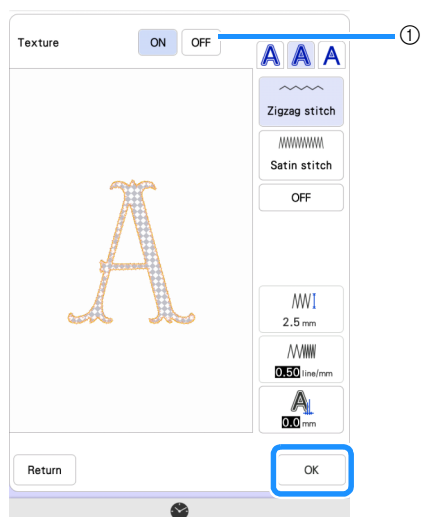 Texture ON OFF ①
A A A
Zigzag stitch
Satin stitch
OFF
A
2.5 mm
0.50 line/mm
A
0.0 mm
Return OK